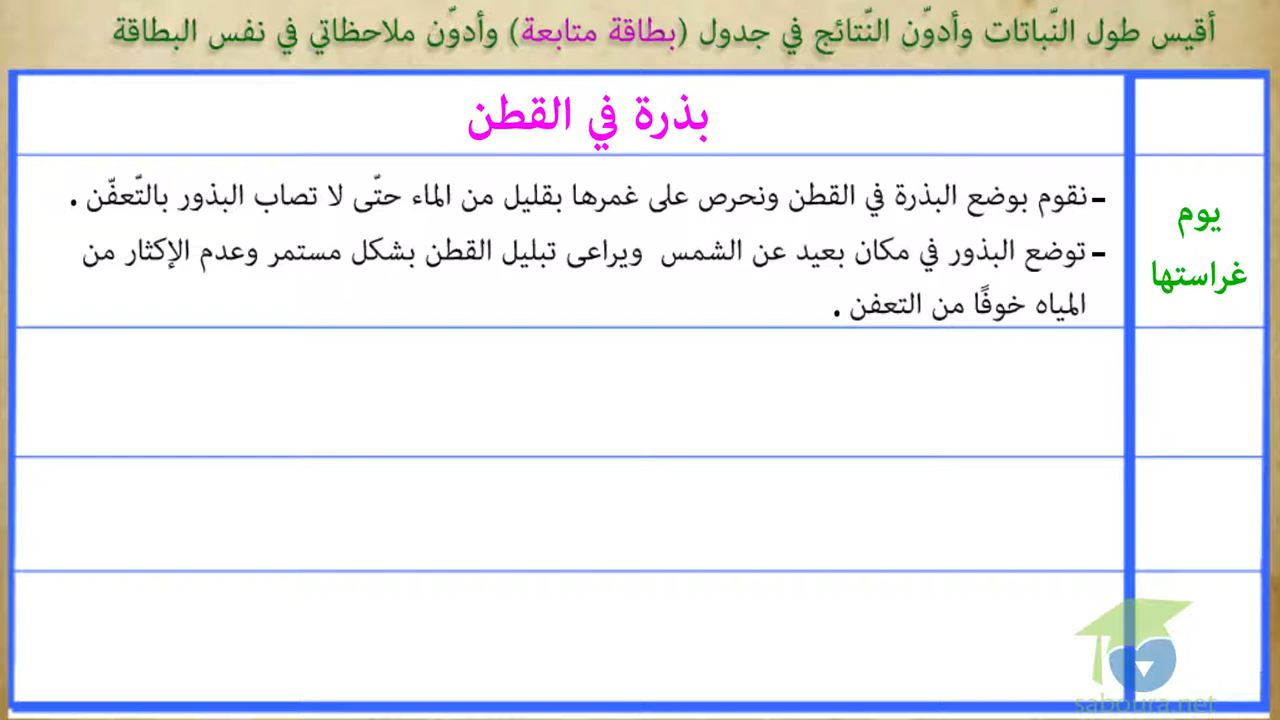 أقيس طول النّباتات وأدوّن النّتائج في جدول (بطاقة متابعة) وأدوّن ملاحظاتي في نفس البطاقة
بذرة في القطن
يوم
غراستها
- نقوم بوضع البذرة في القطن ونحرص على غمرها بقليل من الماء حتّى لا تصاب البذور بالتّعفّن .
- توضع البذور في مكان بعيد عن الشمس ويراعى تبليل القطن بشكل مستمر وعدم الإكثار من
المياه خوفًا من التعفن .
saboura.net